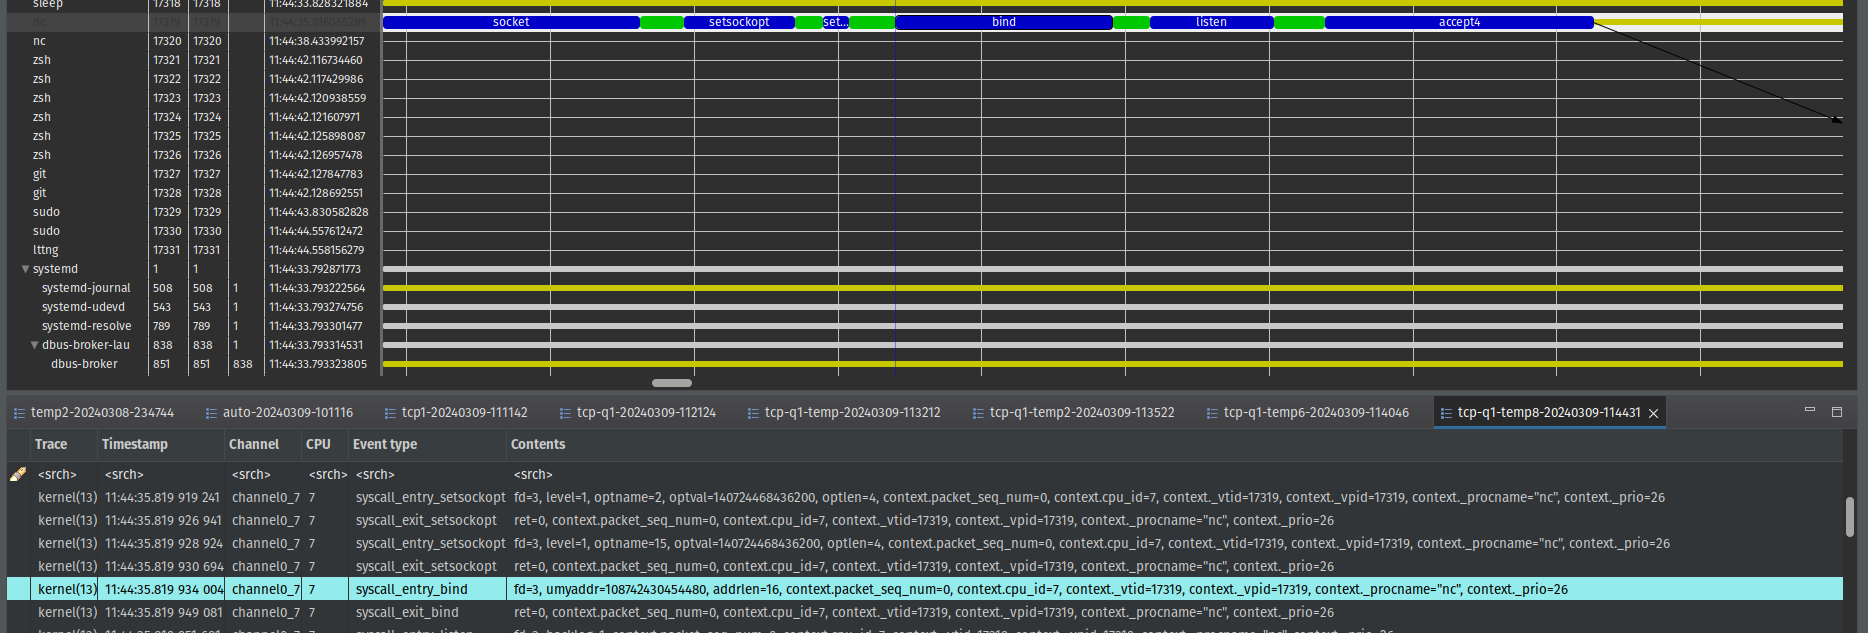 sleep 17318 17318 11:44:33.828321884
nc 17319 17319 11:44:35.816065289 socket setsockopt set... bind listen accept4
nc 17320 17320 11:44:38.433992157
zsh 17321 17321 11:44:42.116734460
zsh 17322 17322 11:44:42.117429986
zsh 17323 17323 11:44:42.120938559
zsh 17324 17324 11:44:42.121607971
zsh 17325 17325 11:44:42.125898087
zsh 17326 17326 11:44:42.126957478
git 17327 17327 11:44:42.127847783
git 17328 17328 11:44:42.128692551
sudo 17329 17329 11:44:43.830582828
sudo 17330 17330 11:44:44.557612472
lttng 17331 17331 11:44:44.558156279
systemd 1 1 11:44:33.792871773
systemd-journal 508 508 1 11:44:33.793222564
systemd-udevd 543 543 1 11:44:33.793274756
systemd-resolve 789 789 1 11:44:33.793301477
dbus-broker-lau 838 838 1 11:44:33.793314531
dbus-broker 851 851 838 11:44:33.793323805
temp2-20240308-234744 auto-20240309-101116 tcp1-20240309-111142 tcp-q1-20240309-112124 tcp-q1-temp-20240309-113212 tcp-q1-temp2-20240309-113522 tcp-q1-temp6-20240309-114046 tcp-q1-temp8-20240309-114431
Trace Timestamp Channel CPU Event type Contents
<srch> <srch> <srch> <srch> <srch> <srch>
kernel(13) 11:44:35.819 919 241 channel0_7 7 syscall_entry_setsockopt fd=3, level=1, optname=2, optval=140724468436200, optlen=4, context.packet_seq_num=0, context.cpu_id=7, context._vtid=17319, context._vpid=17319, context._procname="nc", context._prio=26
kernel(13) 11:44:35.819 926 941 channel0_7 7 syscall_exit_setsockopt ret=0, context.packet_seq_num=0, context.cpu_id=7, context._vtid=17319, context._vpid=17319, context._procname="nc", context._prio=26
kernel(13) 11:44:35.819 928 924 channel0_7 7 syscall_entry_setsockopt fd=3, level=1, optname=15, optval=140724468436200, optlen=4, context.packet_seq_num=0, context.cpu_id=7, context._vtid=17319, context._vpid=17319, context._procname="nc", context._prio=26
kernel(13) 11:44:35.819 930 694 channel0_7 7 syscall_exit_setsockopt ret=0, context.packet_seq_num=0, context.cpu_id=7, context._vtid=17319, context._vpid=17319, context._procname="nc", context._prio=26
kernel(13) 11:44:35.819 934 004 channel0_7 7 syscall_entry_bind fd=3, umyaddr=108742430454480, addrlen=16, context.packet_seq_num=0, context.cpu_id=7, context._vtid=17319, context._vpid=17319, context._procname="nc", context._prio=26
kernel(13) 11:44:35.819 949 081 channel0_7 7 syscall_exit_bind ret=0, context.packet_seq_num=0, context.cpu_id=7, context._vtid=17319, context._vpid=17319, context._procname="nc", context._prio=26